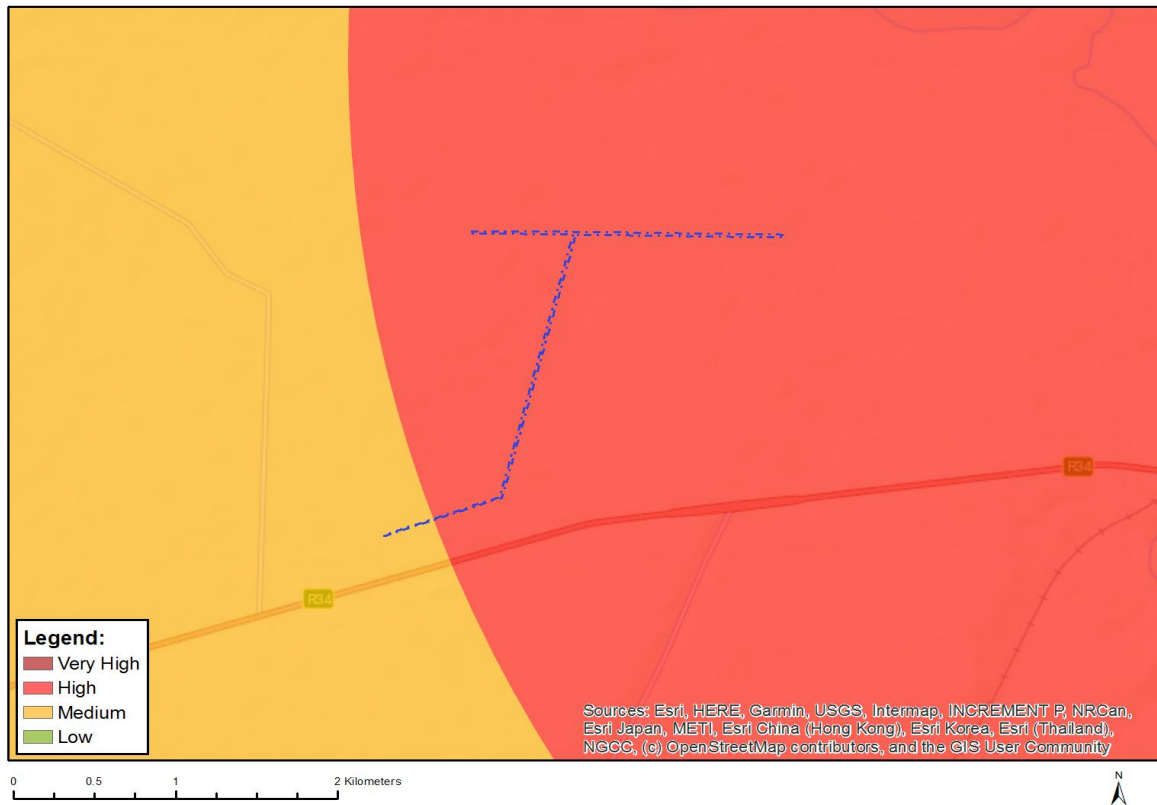 R34
R34
Legend:
Very High
High
Medium
Low
Sources: Esri, HERE, Garmin, USGS, Intermap, INCREMENT P, NRCan,
Esri Japan, METI, Esri China (Hong Kong), Esri Korea, Esri (Thailand),
NGCC, (c) OpenStreetMap contributors, and the GIS User Community
0 0.5 1 2 Kilometers
N